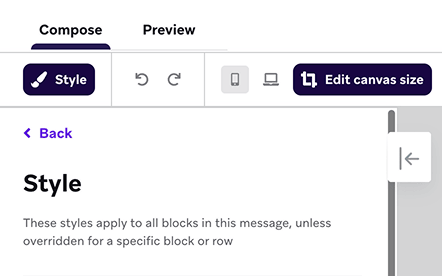 Compose Preview
Style Edit canvas size
Back
Style
These styles apply to all blocks in this message, unless
overridden for a specific block or row